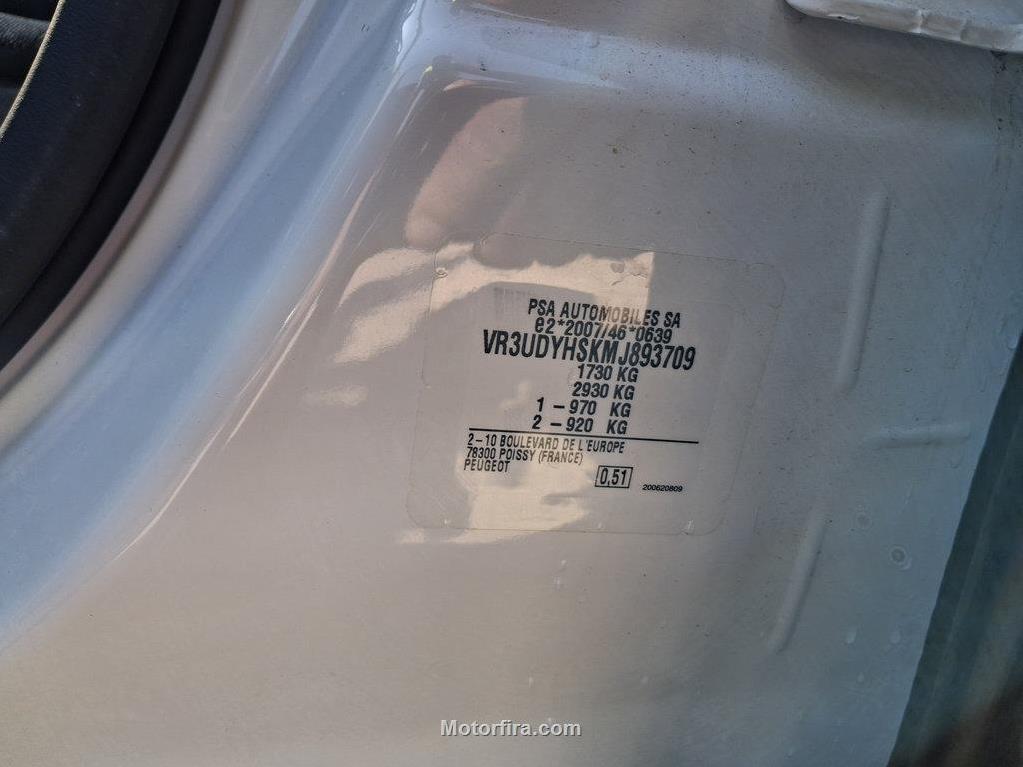 PSA AUTOMOBILES SA
e2*2007/46*0639
VR3UDYHSKMJ893709
1730 KG
2930 KG
1 – 970 KG
2 – 920 KG
2 – 10 BOULEVARD DE L'EUROPE
78300 POISSY (FRANCE)
PEUGEOT
0,51
200620809
Motorfira.com